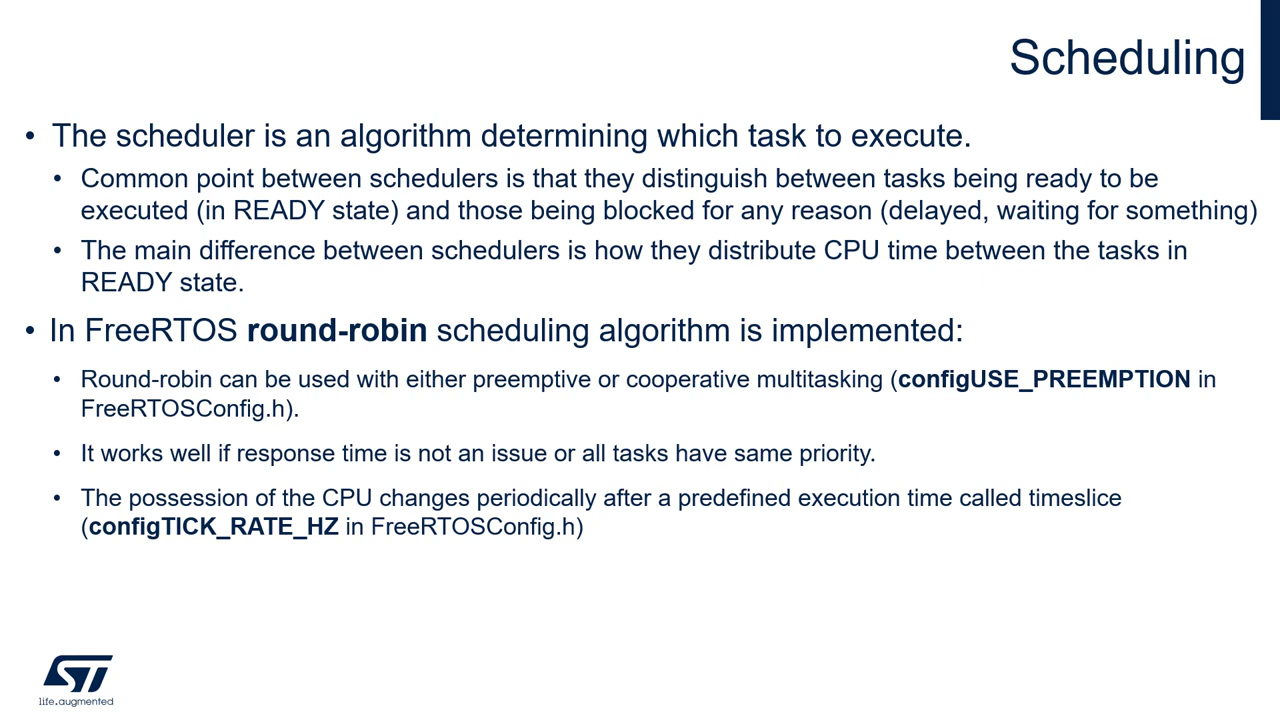 Scheduling
• The scheduler is an algorithm determining which task to execute.
• Common point between schedulers is that they distinguish between tasks being ready to be
executed (in READY state) and those being blocked for any reason (delayed, waiting for something)
• The main difference between schedulers is how they distribute CPU time between the tasks in
READY state.
• In FreeRTOS round-robin scheduling algorithm is implemented:
• Round-robin can be used with either preemptive or cooperative multitasking (configUSE_PREEMPTION in
FreeRTOSConfig.h).
• It works well if response time is not an issue or all tasks have same priority.
• The possession of the CPU changes periodically after a predefined execution time called timeslice
(configTICK_RATE_HZ in FreeRTOSConfig.h)
ST
life.augmented